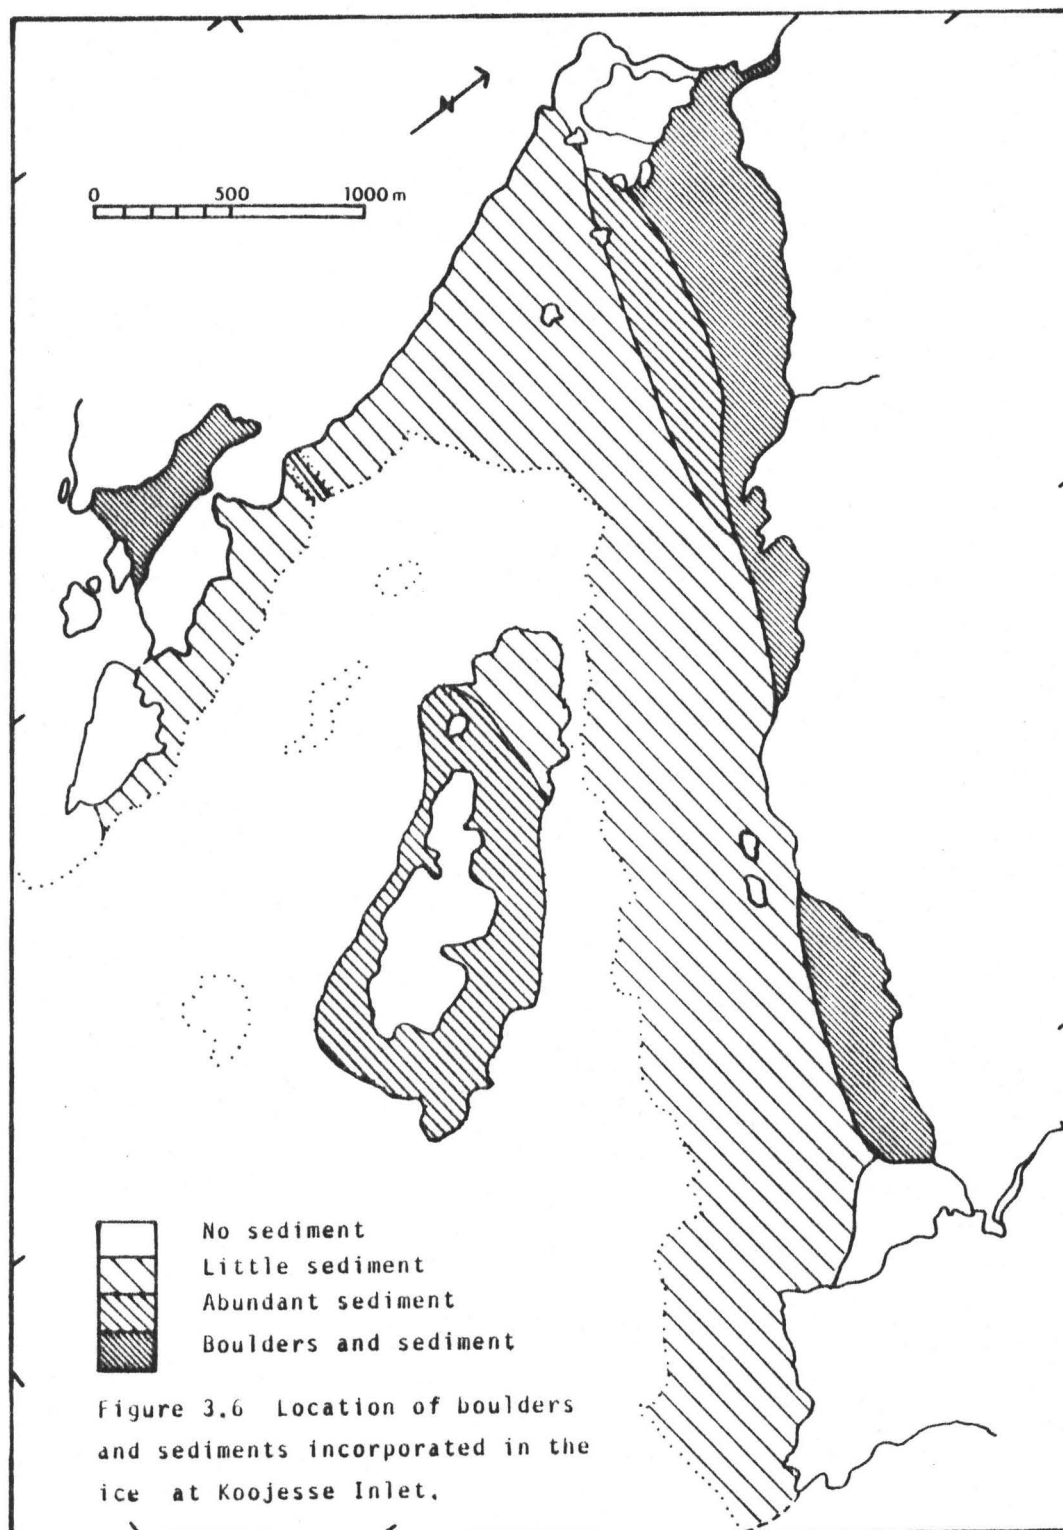 N
0 500 1000 m
No sediment
Little sediment
Abundant sediment
Boulders and sediment
Figure 3.6 Location of boulders
and sediments incorporated in the
ice at Koojesse Inlet.